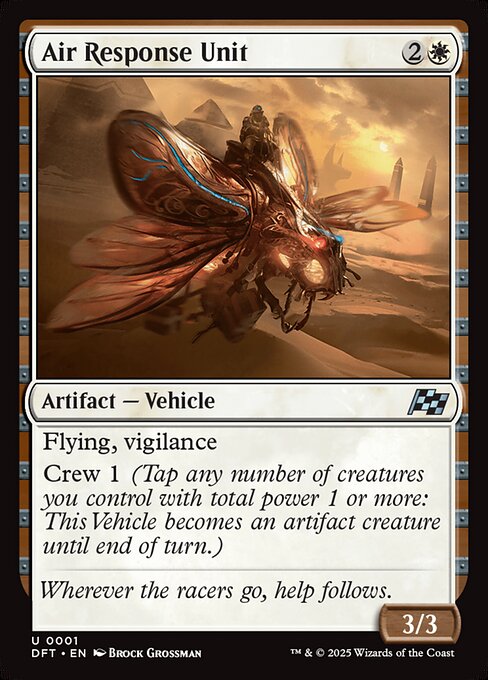 Air Response Unit 2
Artifact — Vehicle
Flying, vigilance
Crew 1 (Tap any number of creatures
you control with total power 1 or more:
This Vehicle becomes an artifact creature
until end of turn.)
Wherever the racers go, help follows.
3/3
U 0001
DFT • EN Brock Grossman
™ & © 2025 Wizards of the Coast